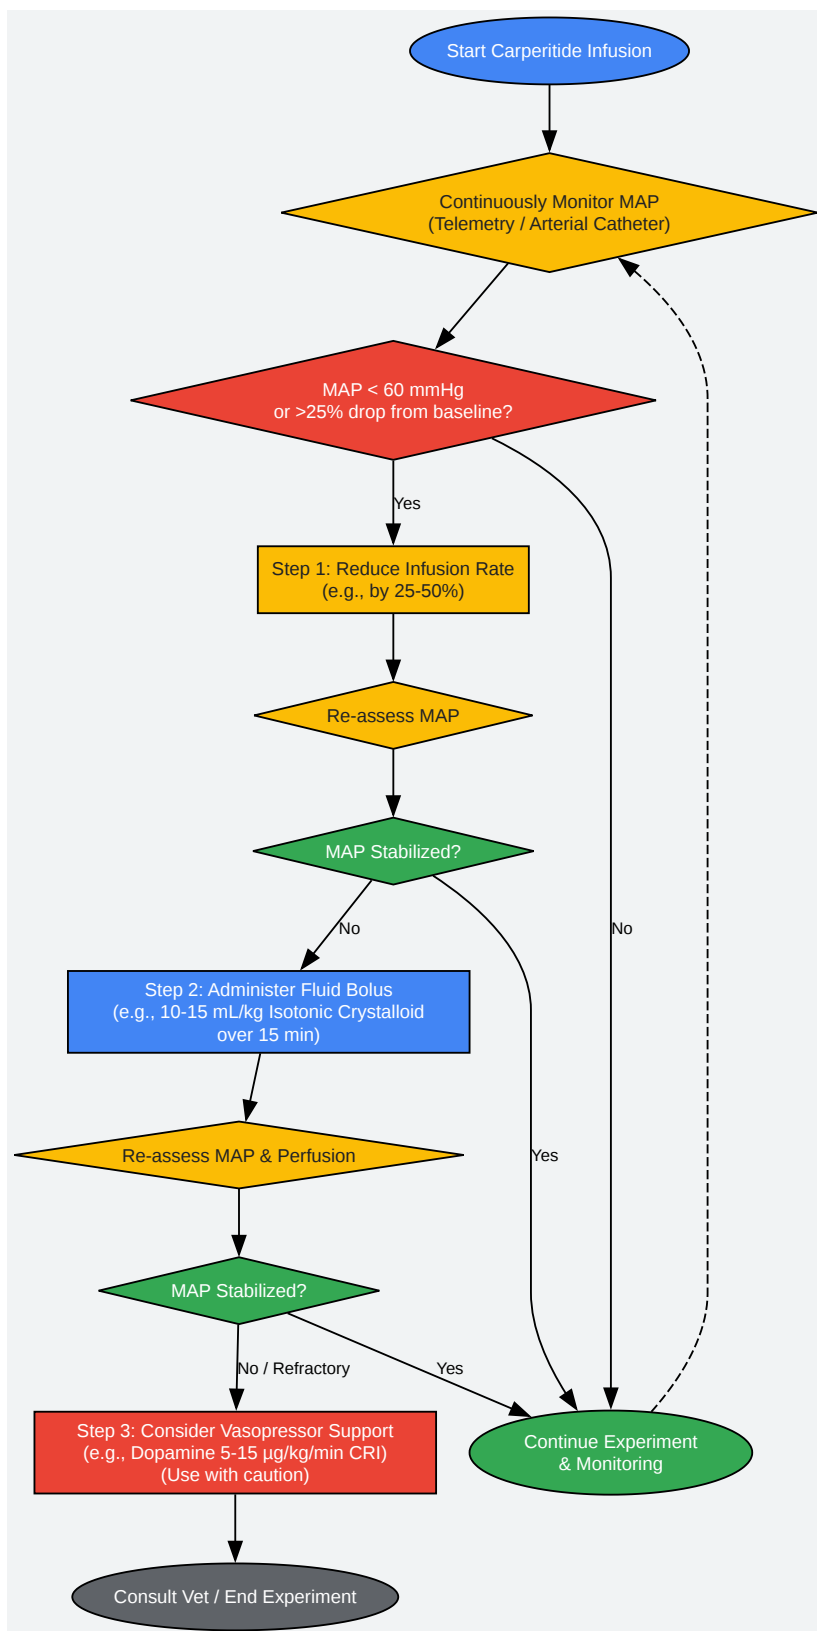 Start Carperitide Infusion
Continuously Monitor MAP
(Telemetry / Arterial Catheter)
MAP < 60 mmHg
or >25% drop from baseline?
Yes
Step 1: Reduce Infusion Rate
(e.g., by 25-50%)
Re-assess MAP
MAP Stabilized?
No
No
Step 2: Administer Fluid Bolus
(e.g., 10-15 mL/kg Isotonic Crystalloid
over 15 min)
Re-assess MAP & Perfusion
Yes
MAP Stabilized?
No / Refractory
Yes
Step 3: Consider Vasopressor Support
(e.g., Dopamine 5-15 µg/kg/min CRI)
(Use with caution)
Continue Experiment
& Monitoring
Consult Vet / End Experiment